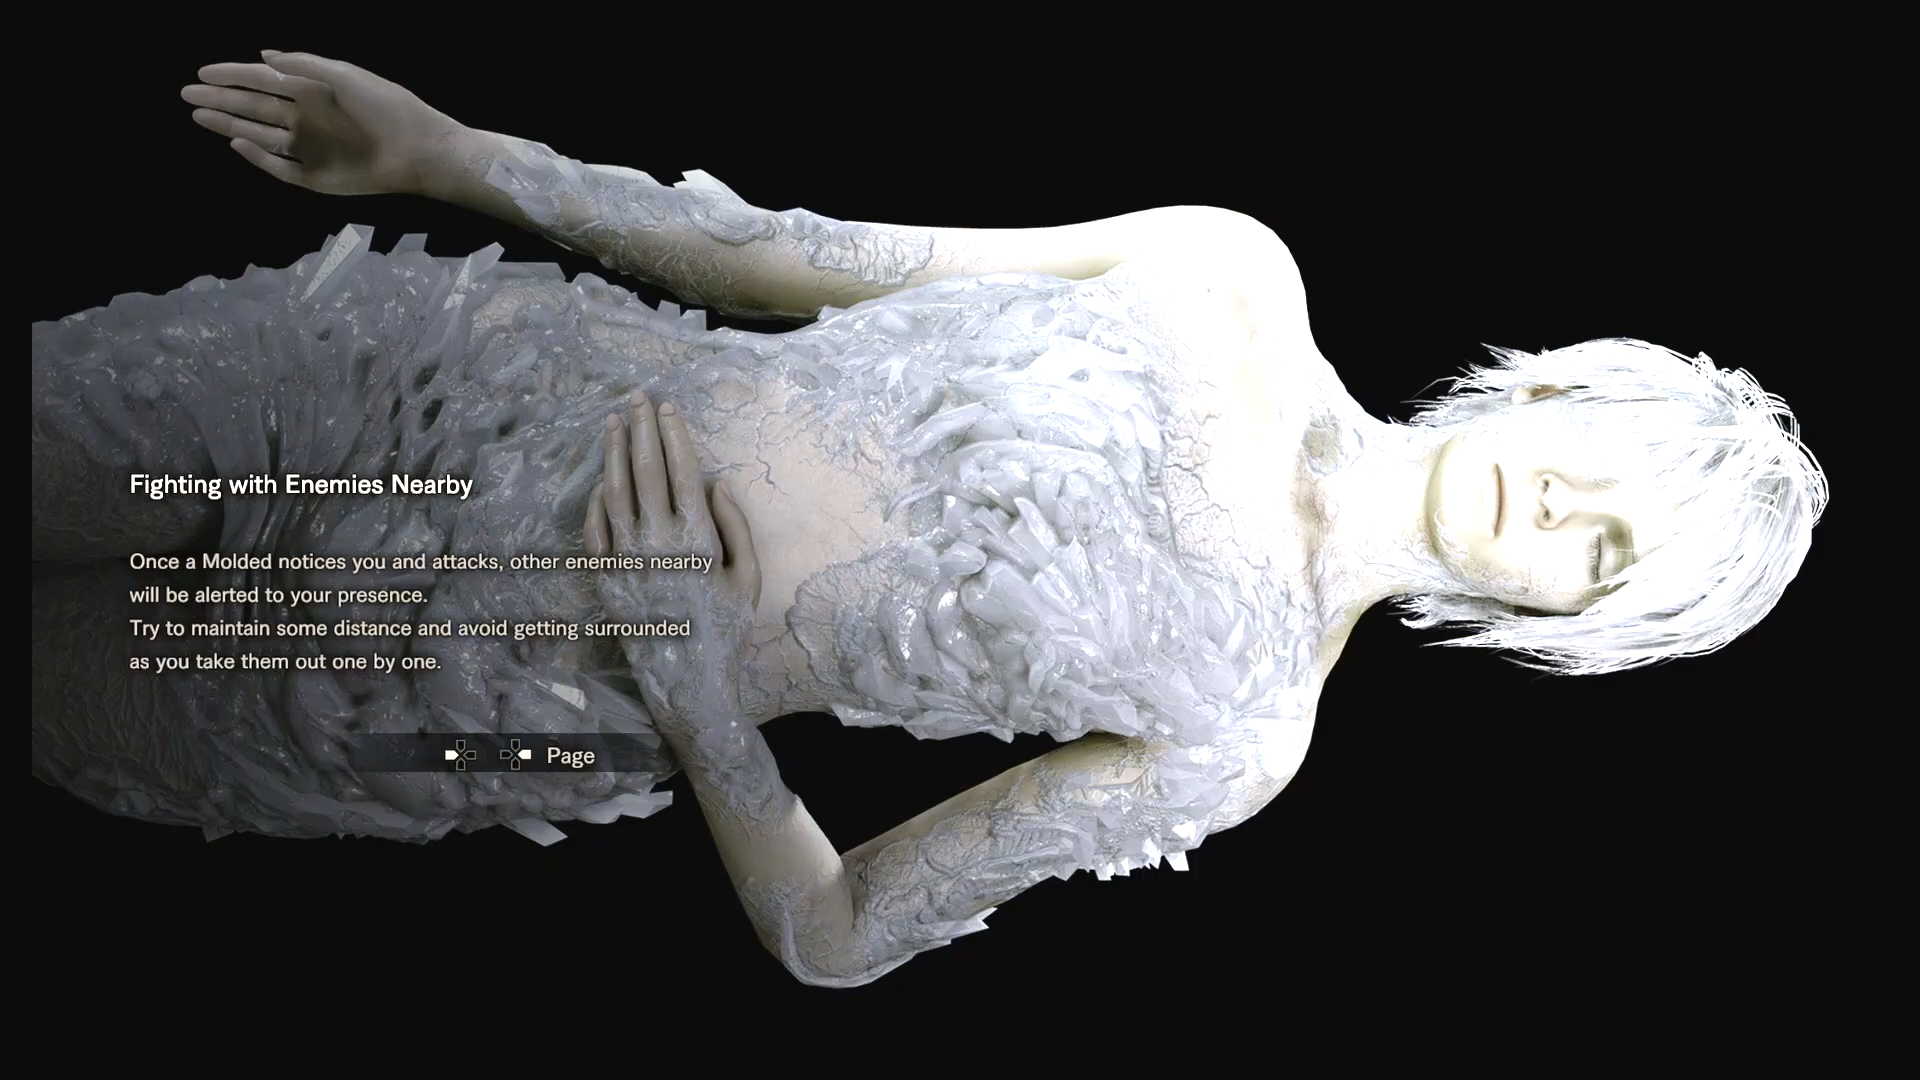 Fighting with Enemies Nearby
Once a Molded notices you and attacks, other enemies nearby
will be alerted to your presence.
Try to maintain some distance and avoid getting surrounded
as you take them out one by one.
Page